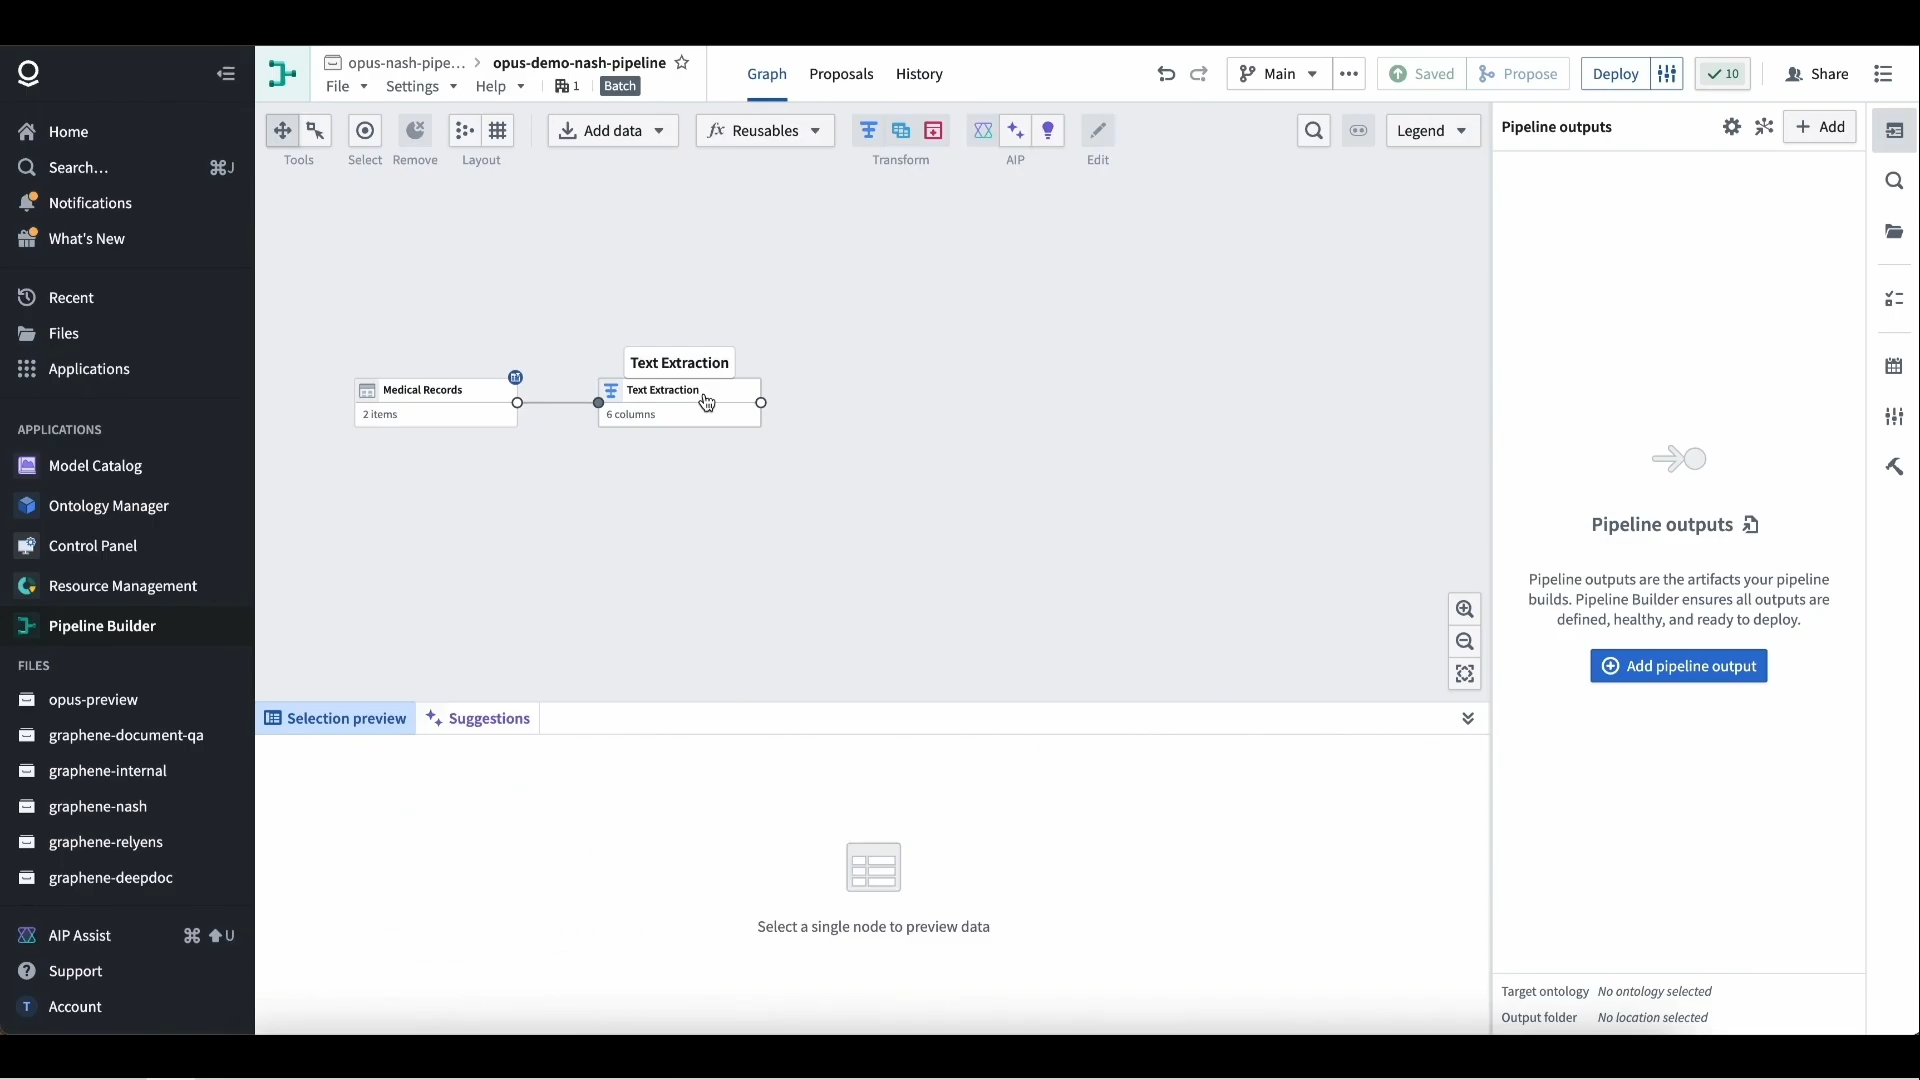 Home
Search…
⌘J
Notifications
What's New
Recent
Files
Applications
APPLICATIONS
Model Catalog
Ontology Manager
Control Panel
Resource Management
Pipeline Builder
FILES
opus-preview
graphene-document-qa
graphene-internal
graphene-nash
graphene-relyens
graphene-deepdoc
AIP Assist
⌘ U
Support
T
Account
opus-nash-pipe... > opus-demo-nash-pipeline
File
Settings
Help
1
Batch
Graph
Proposals
History
Main
Saved
Propose
Deploy
10
Share
Tools
Select
Remove
Layout
Add data
fx Reusables
Transform
AIP
Edit
Legend
Text Extraction
Medical Records
2 items
Text Extraction
6 columns
Selection preview
Suggestions
Select a single node to preview data
Pipeline outputs
Add
Pipeline outputs
Pipeline outputs are the artifacts your pipeline
builds. Pipeline Builder ensures all outputs are
defined, healthy, and ready to deploy.
Add pipeline output
Target ontology No ontology selected
Output folder No location selected